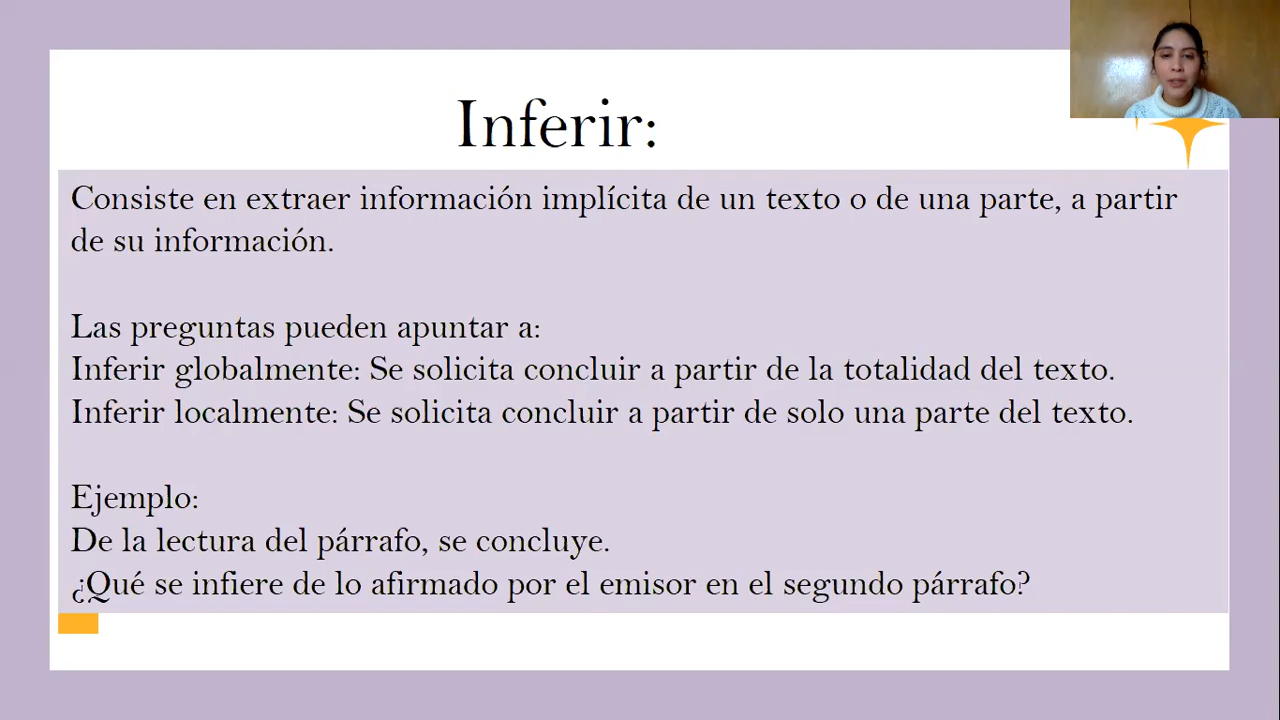 Inferir:
Consiste en extraer información implícita de un texto o de una parte, a partir
de su información.
Las preguntas pueden apuntar a:
Inferir globalmente: Se solicita concluir a partir de la totalidad del texto.
Inferir localmente: Se solicita concluir a partir de solo una parte del texto.
Ejemplo:
De la lectura del párrafo, se concluye.
¿Qué se infiere de lo afirmado por el emisor en el segundo párrafo?